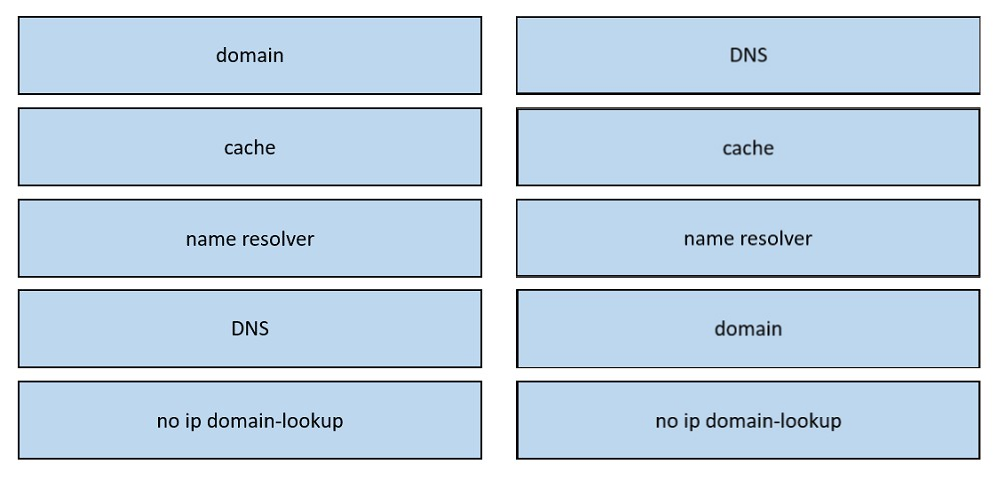 domain
cache
name resolver
DNS
no ip domain-lookup
DNS
cache
name resolver
domain
no ip domain-lookup